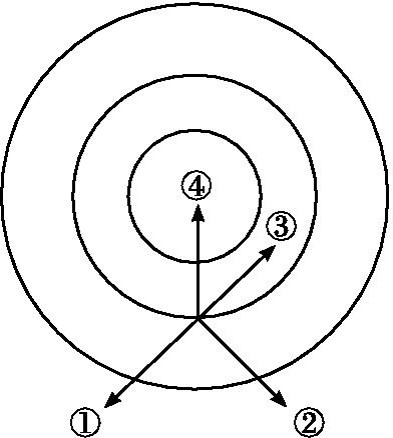 ④
③
① ②